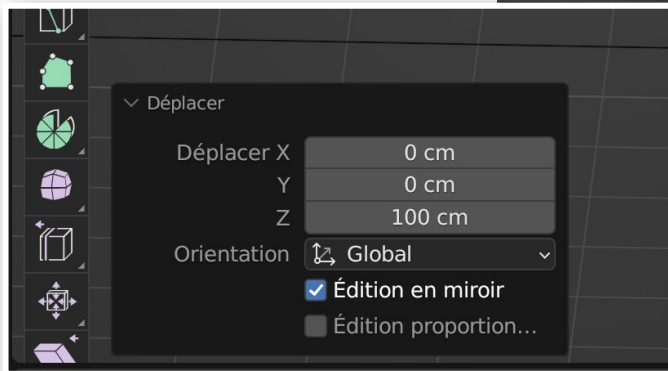 Déplacer
Déplacer X 0 cm
Y 0 cm
Z 100 cm
Orientation Global
Édition en miroir
Édition proportion...